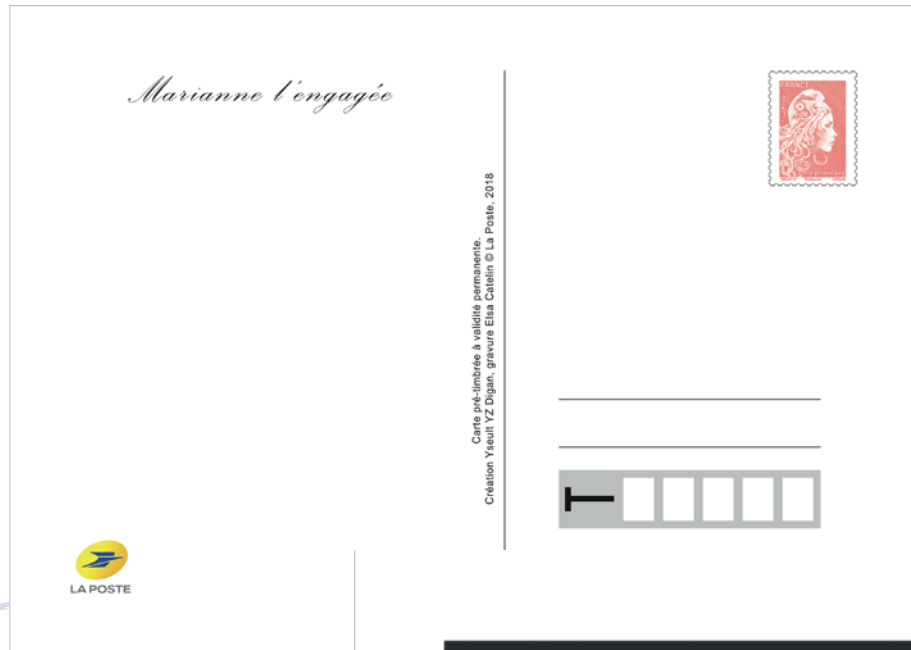 Marianne l'engagée
FRANCE
Carte pré-timbrée à validité permanente.
Création Yseult YZ Digan, gravure Elsa Catelin © La Poste, 2018
LA POSTE